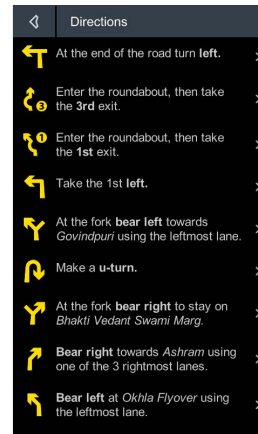 Directions
At the end of the road turn left.
Enter the roundabout, then take
the 3rd exit.
3
Enter the roundabout, then take
the 1st exit.
1
Take the 1st left.
At the fork bear left towards
Govindpuri using the leftmost lane.
Make a u-turn.
At the fork bear right to stay on
Bhakti Vedant Swami Marg.
Bear right towards Ashram using
one of the 3 rightmost lanes.
Bear left at Okhla Flyover using
the leftmost lane.